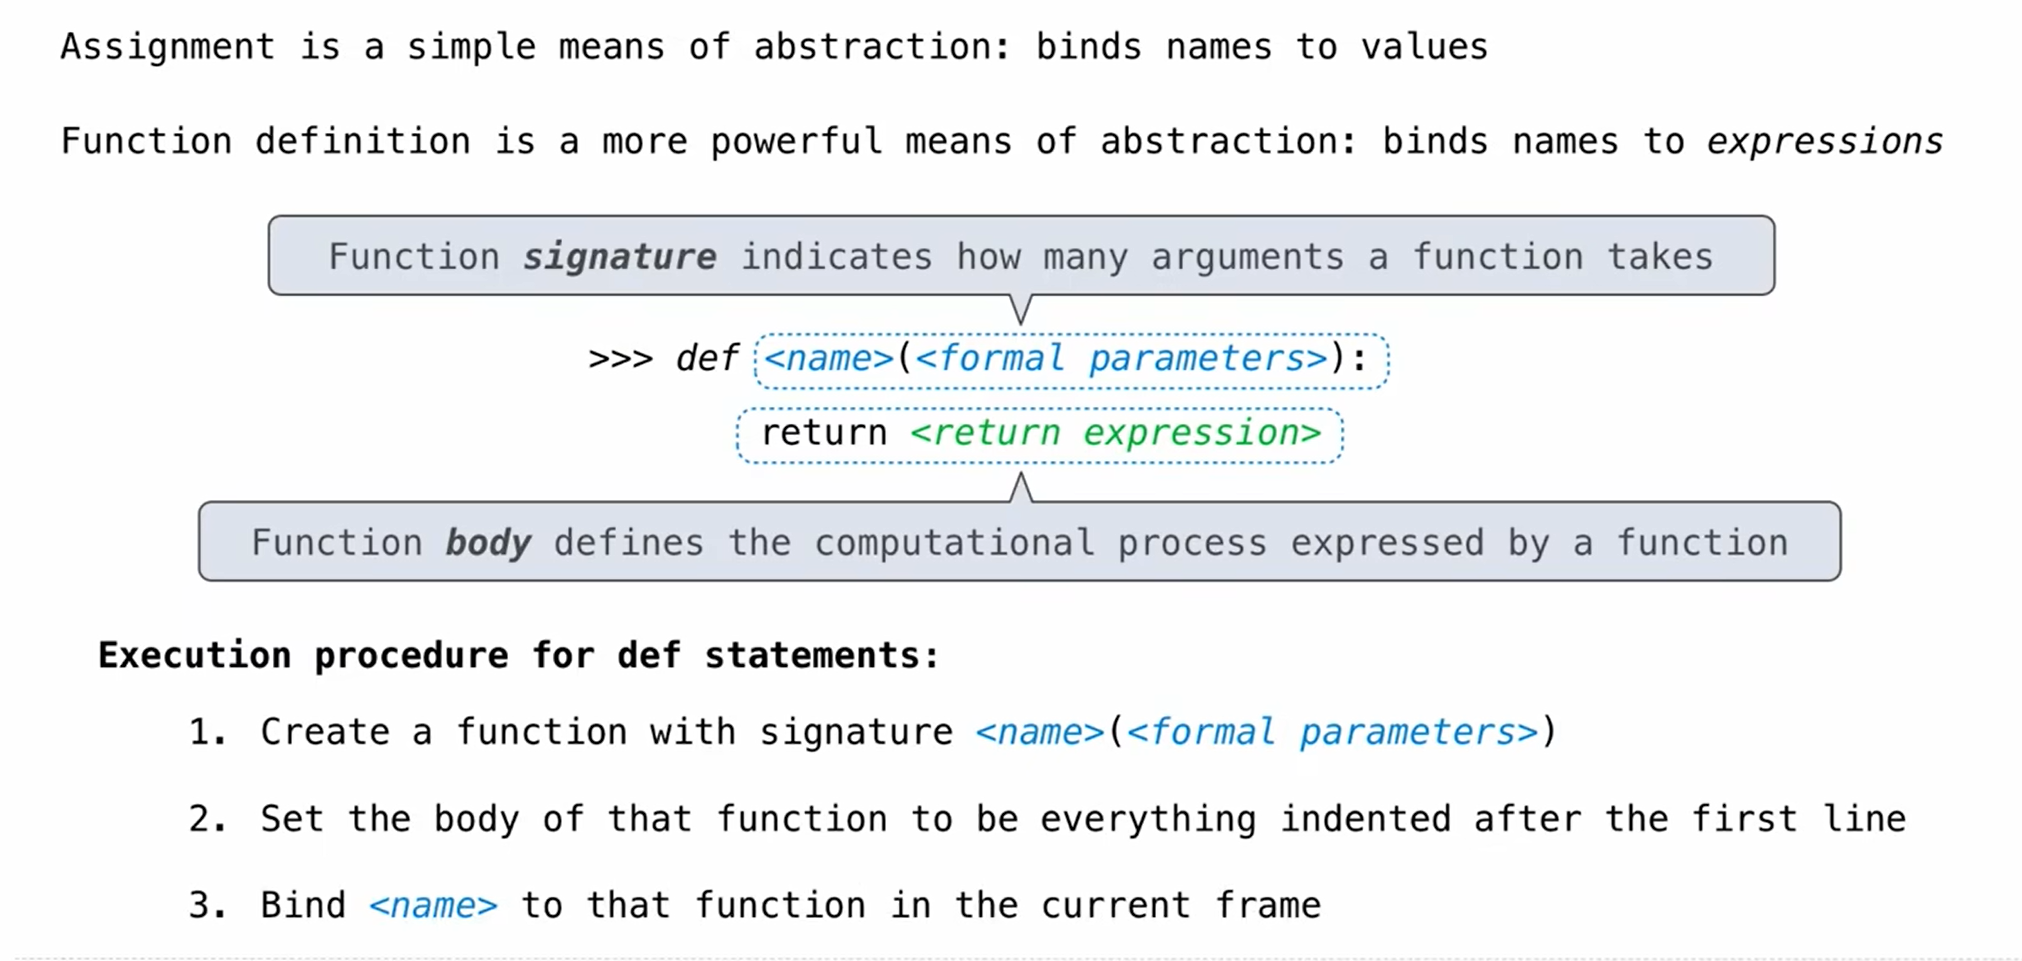 Assignment is a simple means of abstraction: binds names to values
Function definition is a more powerful means of abstraction: binds names to expressions
Function signature indicates how many arguments a function takes
>>> def <name>(<formal parameters>):
return <return expression>
Function body defines the computational process expressed by a function
Execution procedure for def statements:
1. Create a function with signature <name>(<formal parameters>)
2. Set the body of that function to be everything indented after the first line
3. Bind <name> to that function in the current frame